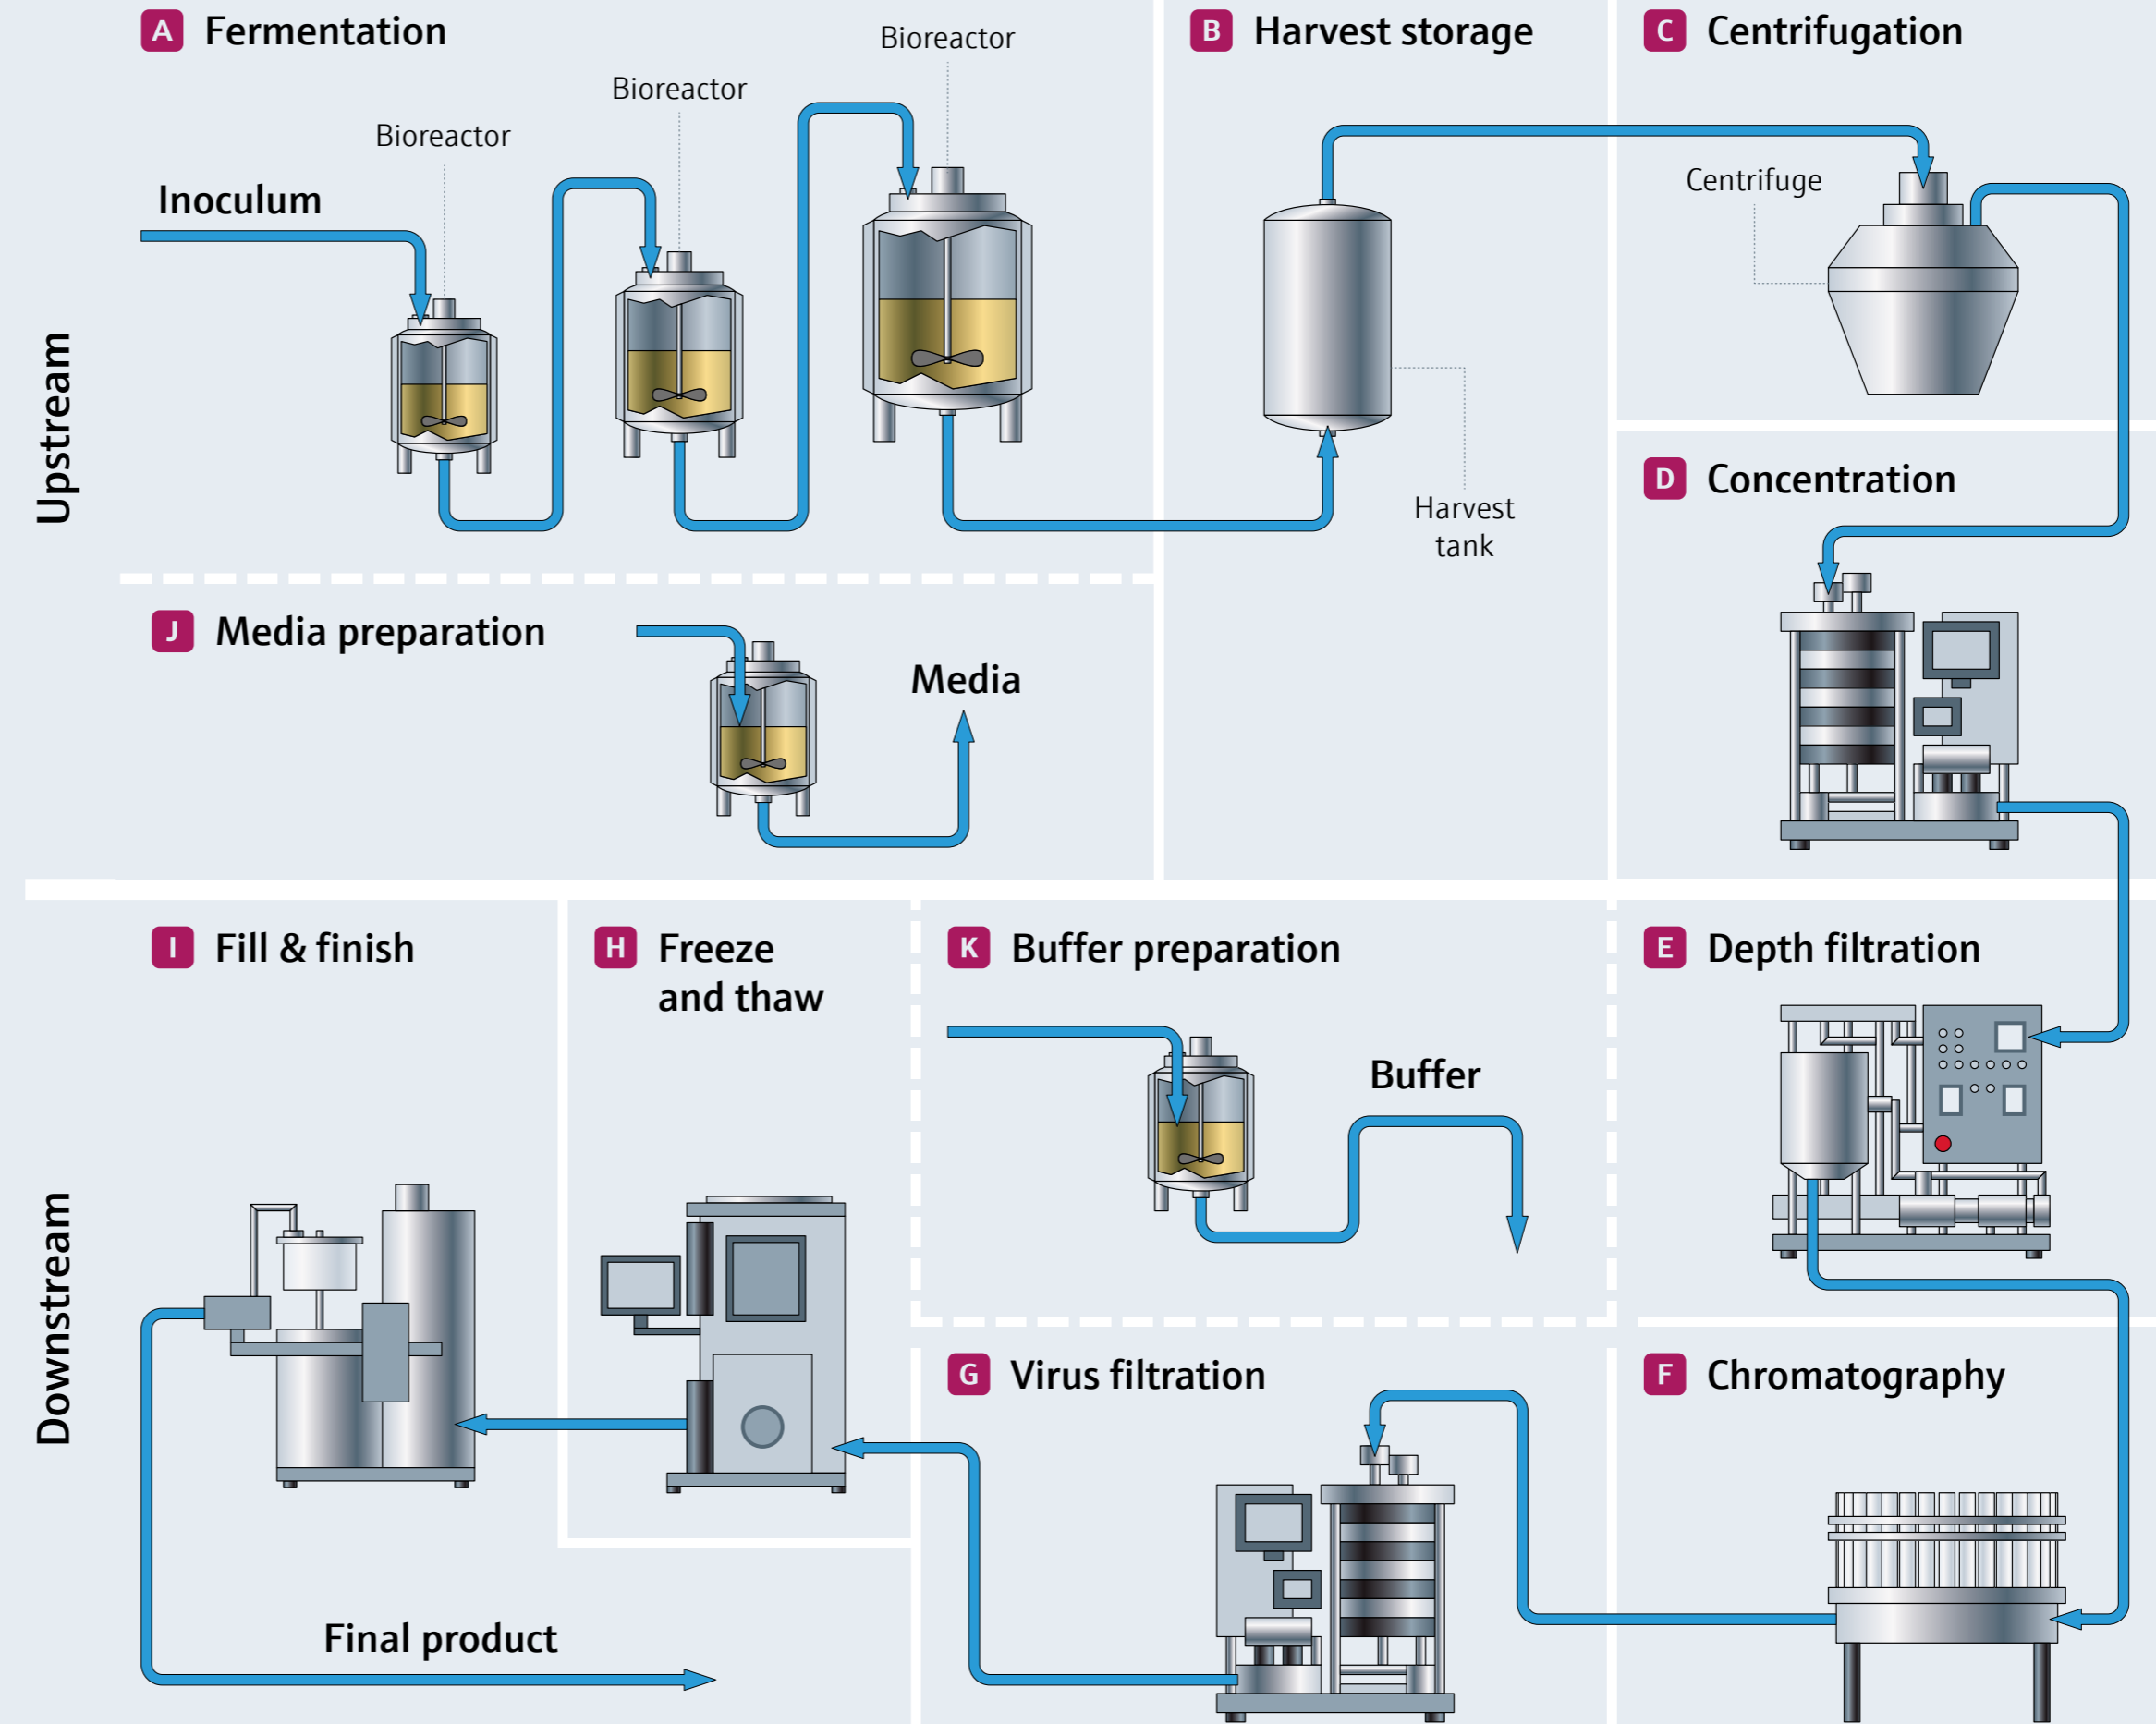 A Fermentation
Bioreactor
Bioreactor
Bioreactor
Inoculum
B Harvest storage
Harvest
tank
C Centrifugation
Centrifuge
D Concentration
Upstream
J Media preparation
Media
I Fill & finish
H Freeze
and thaw
K Buffer preparation
Buffer
E Depth filtration
Downstream
G Virus filtration
F Chromatography
Final product